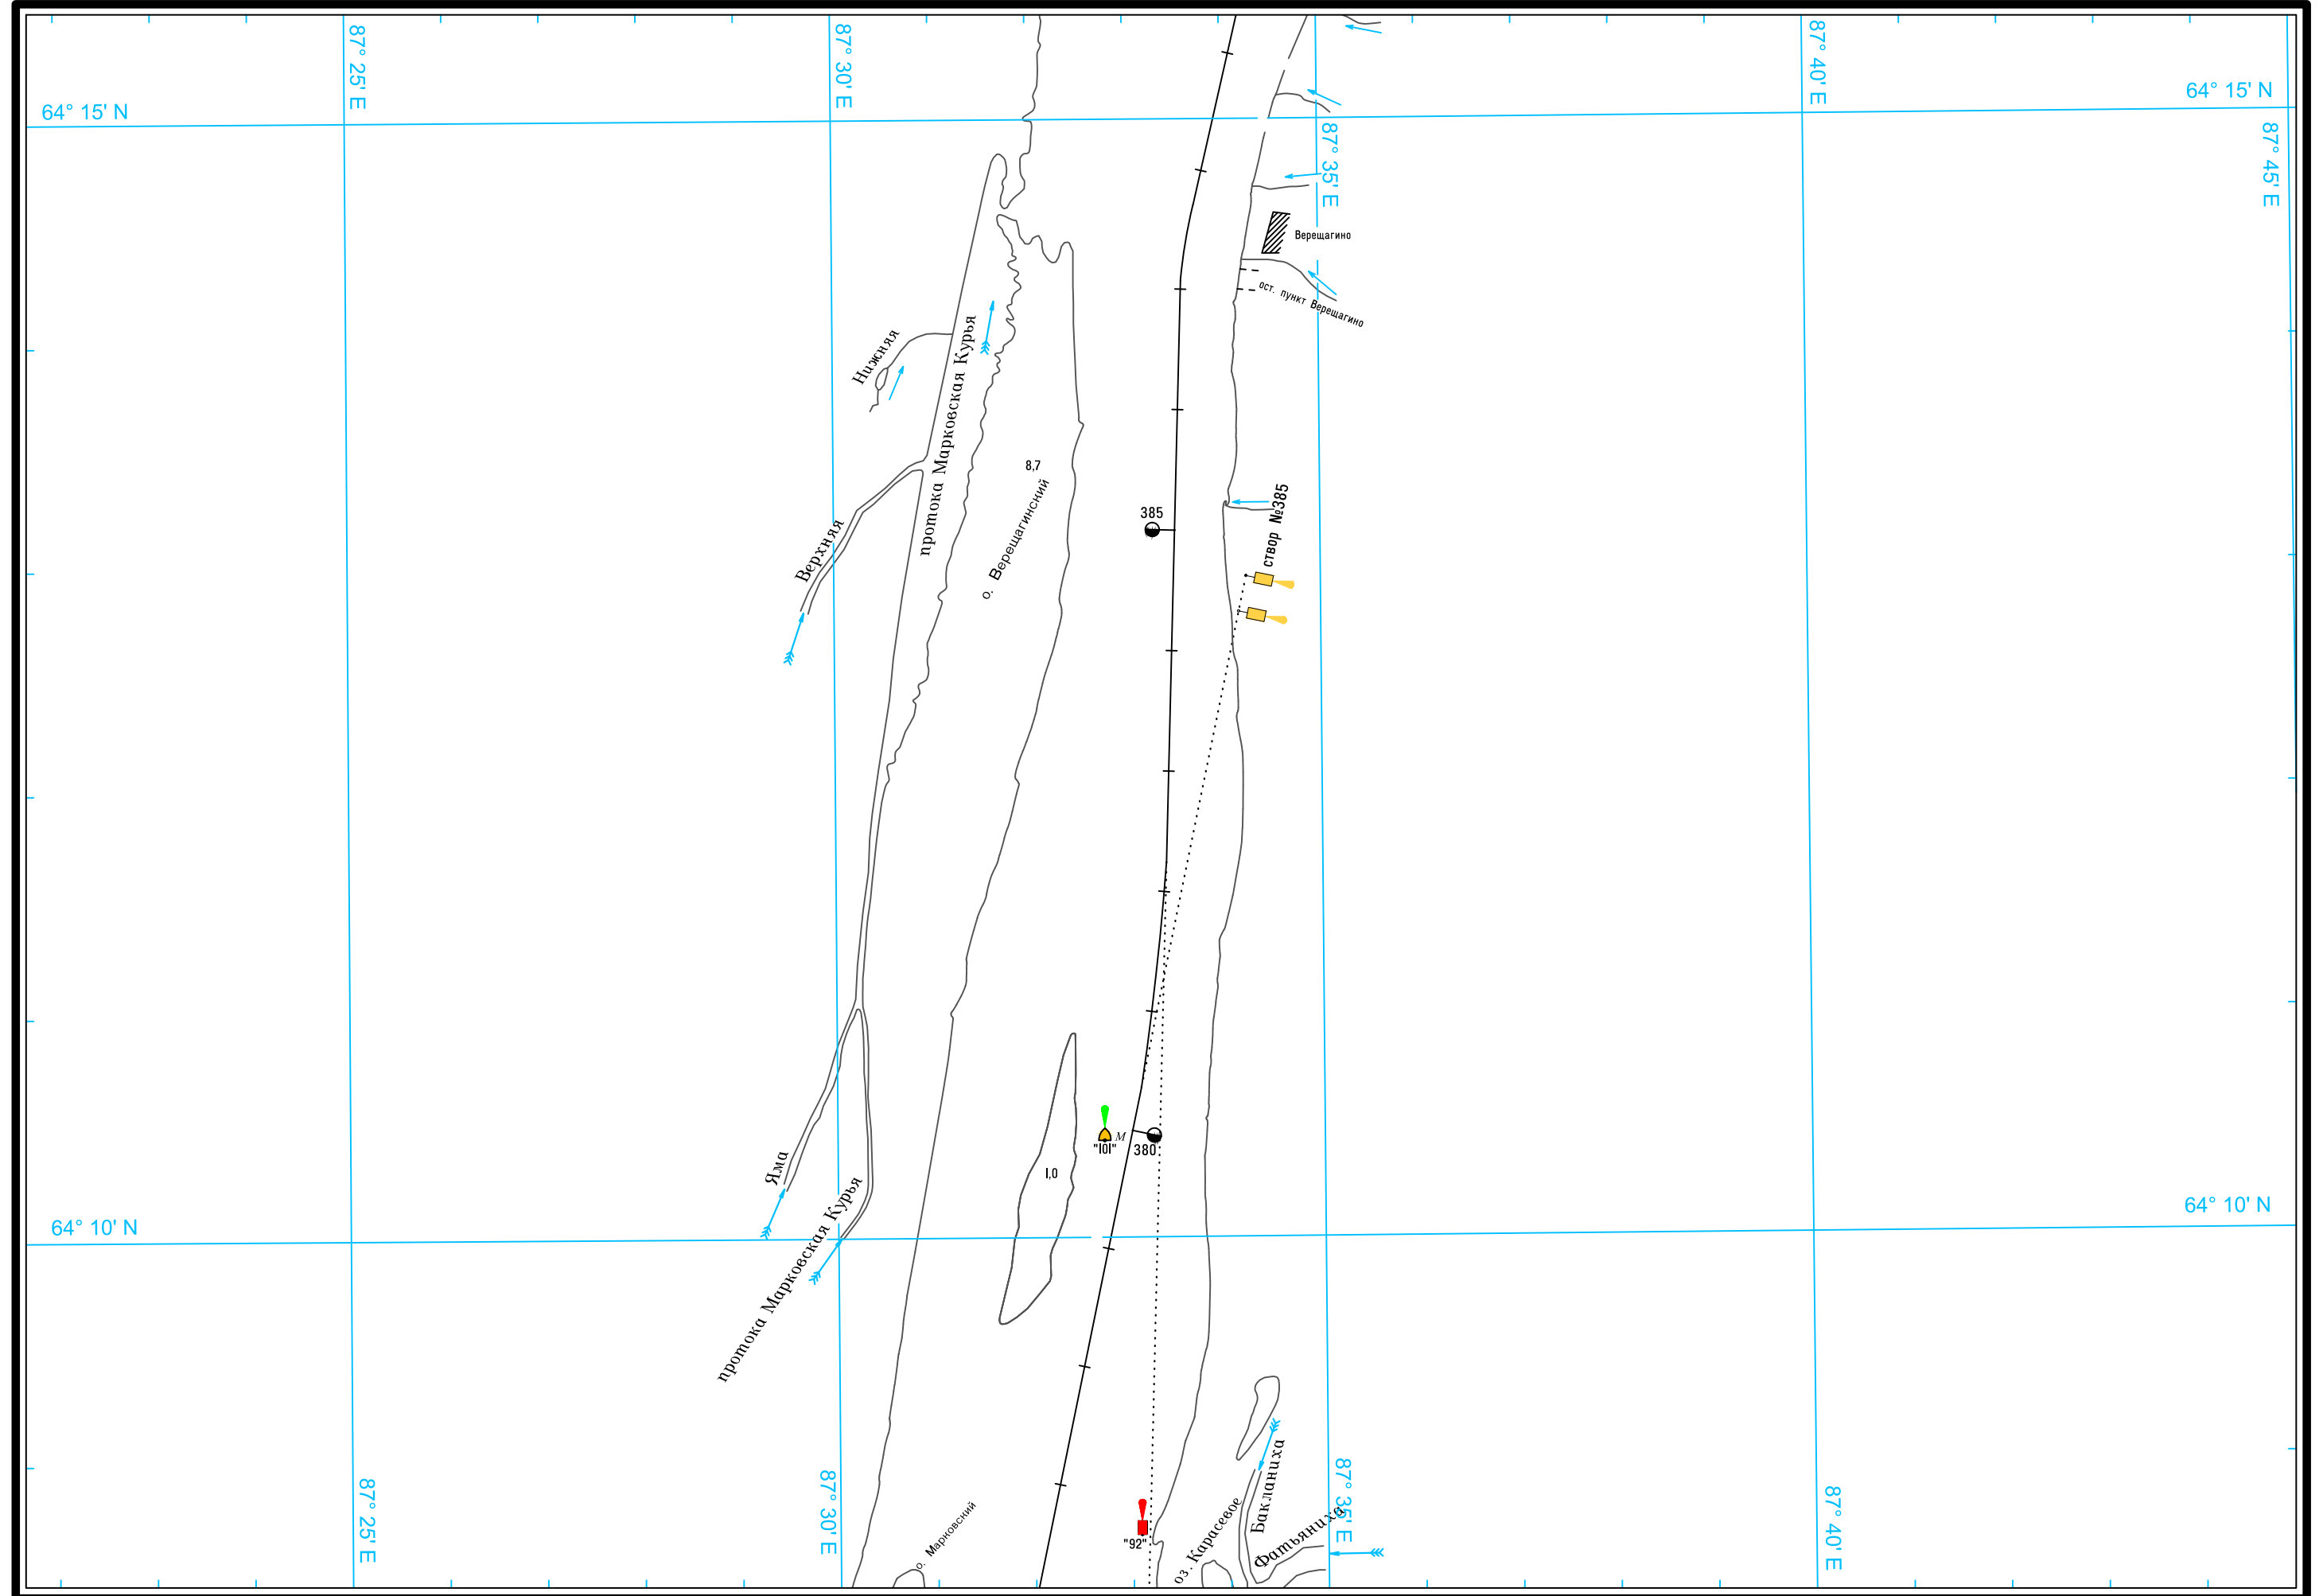 87° 25' E
87° 30' E
87° 40' E
64° 15' N
64° 15' N
87° 35' E
87° 45' E
Верещагино
ост. пункт Верещагино
Нижняя
протока Марковская Курья
8,7
о. Верещагинский
385
створ №385
Верхняя
"101"
М
380
1,0
Яма
протока Марковская Курья
64° 10' N
64° 10' N
Бакланиха
"92"
оз. Карасевое
Фатьяниха
о. Марковский
87° 25' E
87° 30' E
87° 35' E
87° 40' E